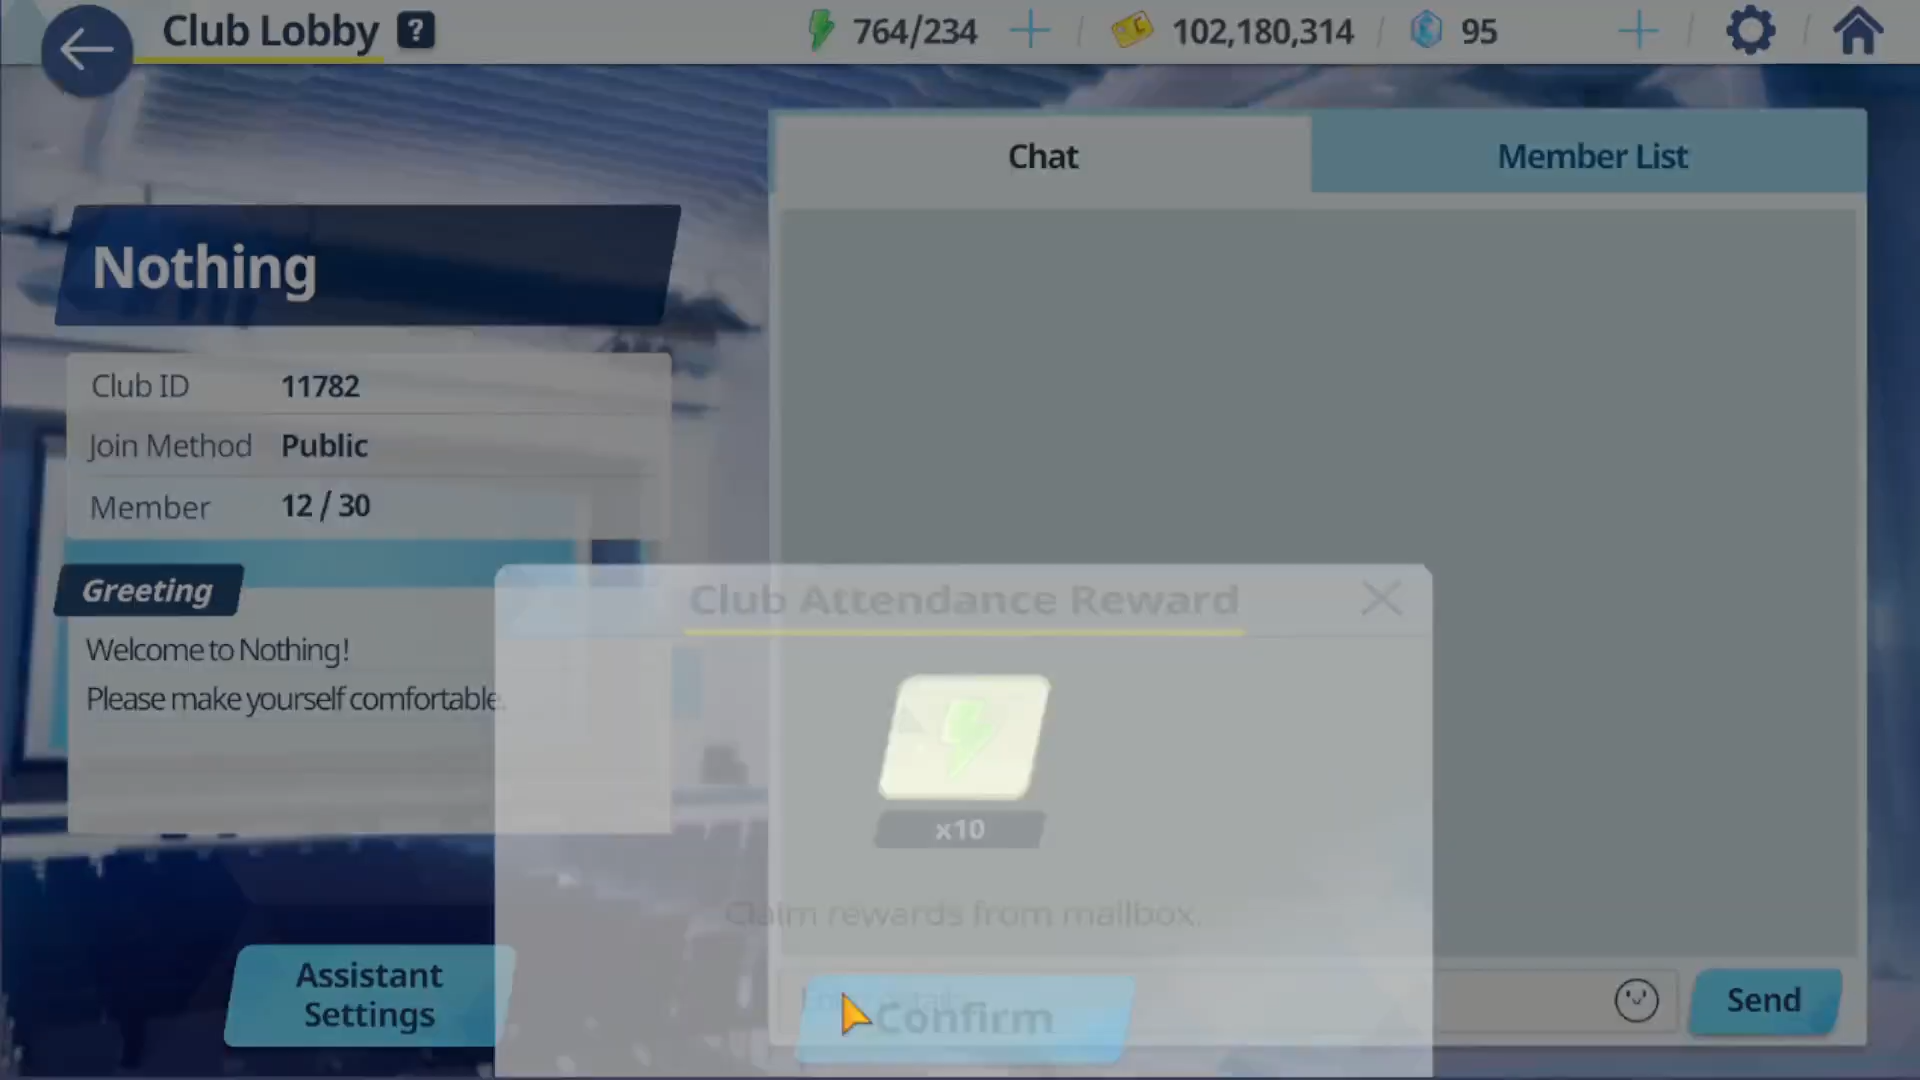 Club Lobby ?
764/234
102,180,314
95
Chat
Member List
Nothing
Club ID 11782
Join Method Public
Member 12 / 30
Greeting
Welcome to Nothing!
Please make yourself comfortable.
Club Attendance Reward
x10
Claim rewards from mailbox.
Confirm
Assistant
Settings
Send